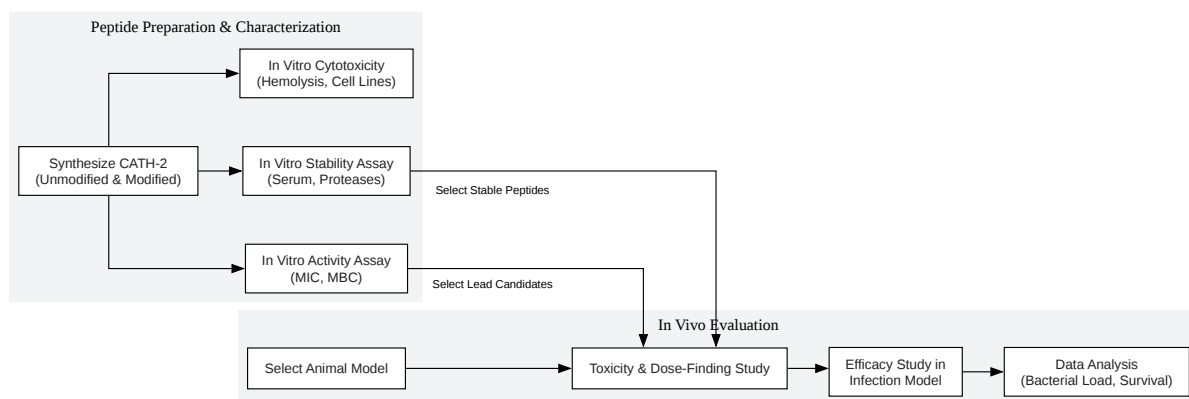 Peptide Preparation & Characterization
In Vitro Cytotoxicity
(Hemolysis, Cell Lines)
Synthesize CATH-2
(Unmodified & Modified)
In Vitro Stability Assay
(Serum, Proteases)
Select Stable Peptides
In Vitro Activity Assay
(MIC, MBC)
Select Lead Candidates
In Vivo Evaluation
Select Animal Model
Toxicity & Dose-Finding Study
Efficacy Study in
Infection Model
Data Analysis
(Bacterial Load, Survival)